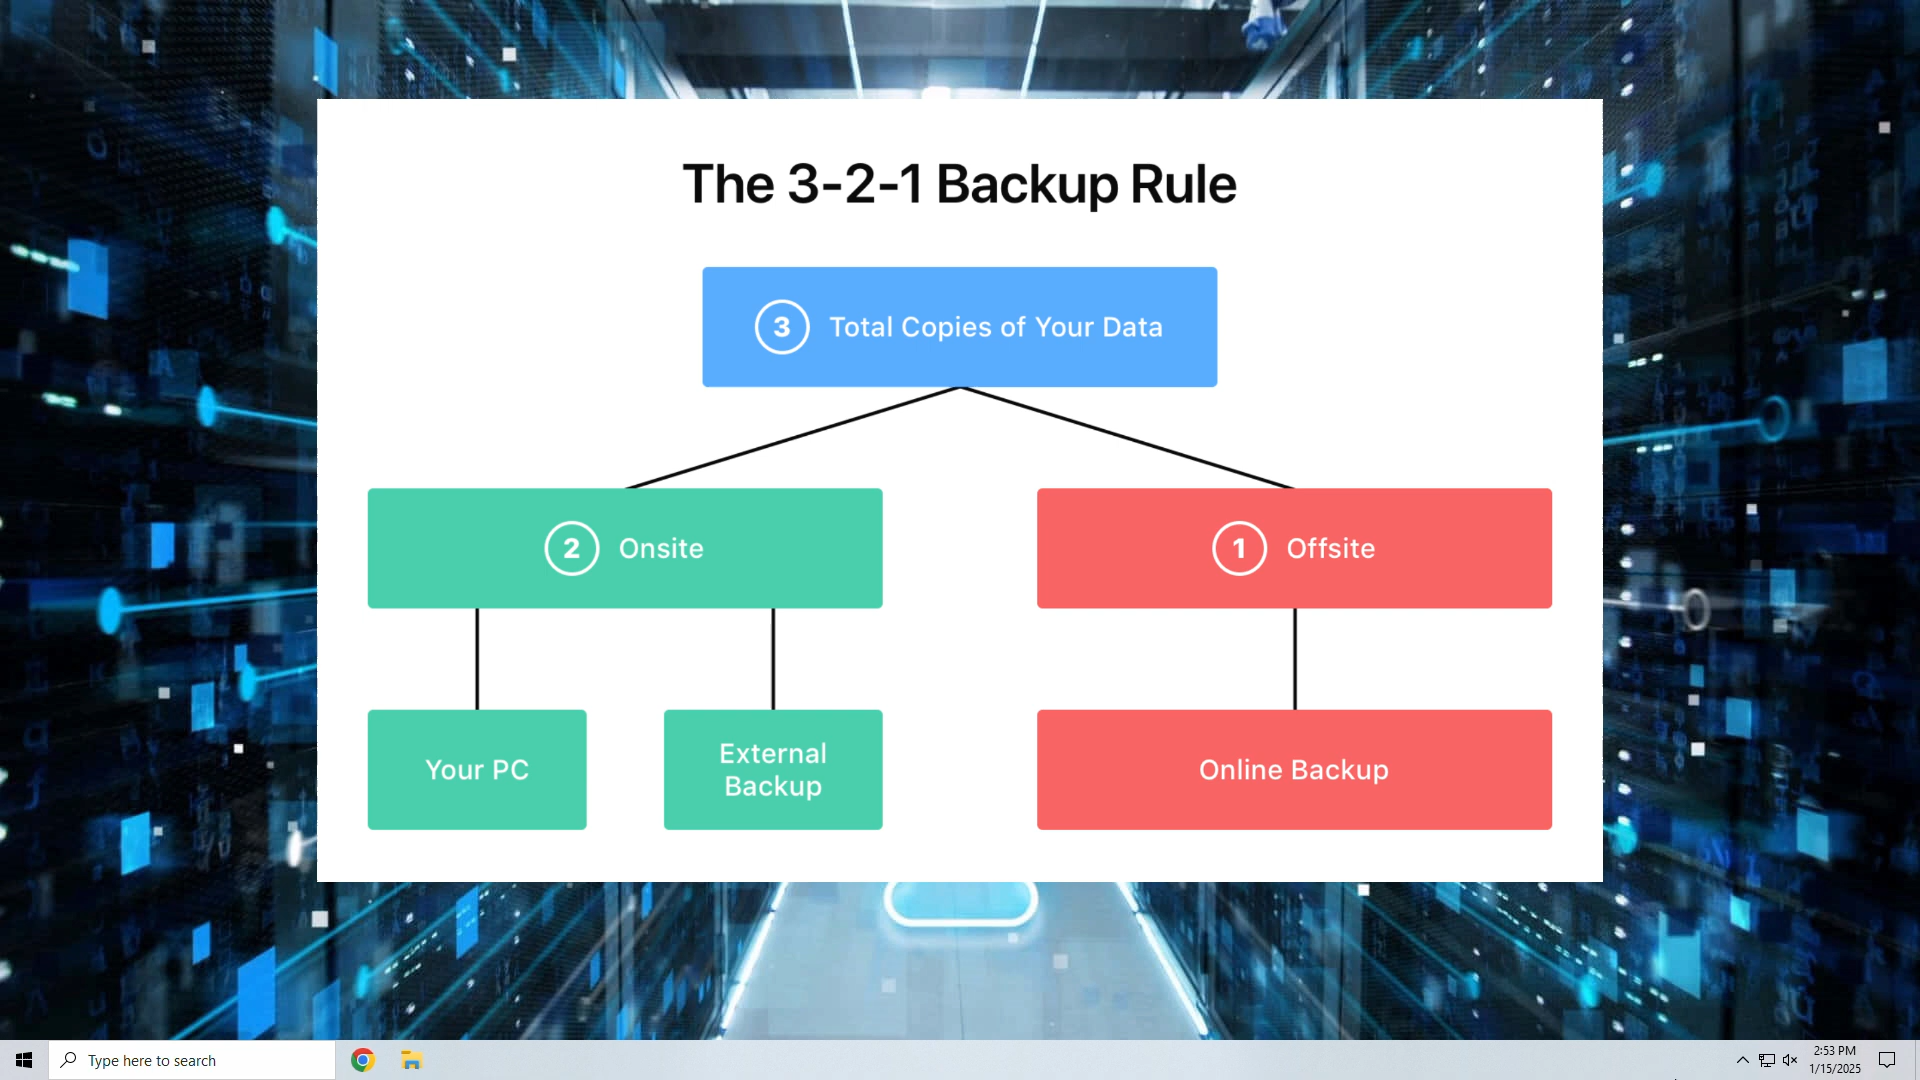 The 3-2-1 Backup Rule
3 Total Copies of Your Data
2 Onsite
1 Offsite
Your PC
External
Backup
Online Backup
Type here to search
2:53 PM
1/15/2025